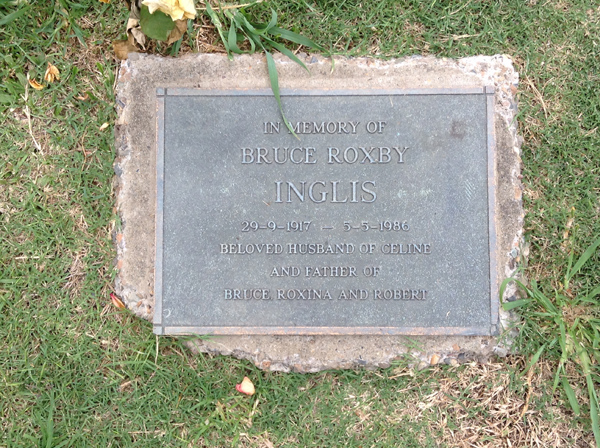 IN MEMORY OF
BRUCE ROXBY
INGLIS
29-9-1917 — 5-5-1986
BELOVED HUSBAND OF CELINE
AND FATHER OF
BRUCE ROXINA AND ROBERT